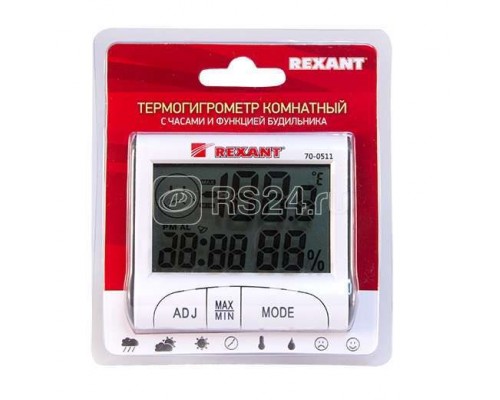 REXANT®
ТЕРМОГИГРОМЕТР КОМНАТНЫЙ
С ЧАСАМИ И ФУНКЦИЕЙ БУДИЛЬНИКА
REXANT
70-0511
RS24.ru
PM AL
38:88 88%
ADJ
MAX
MIN
MODE